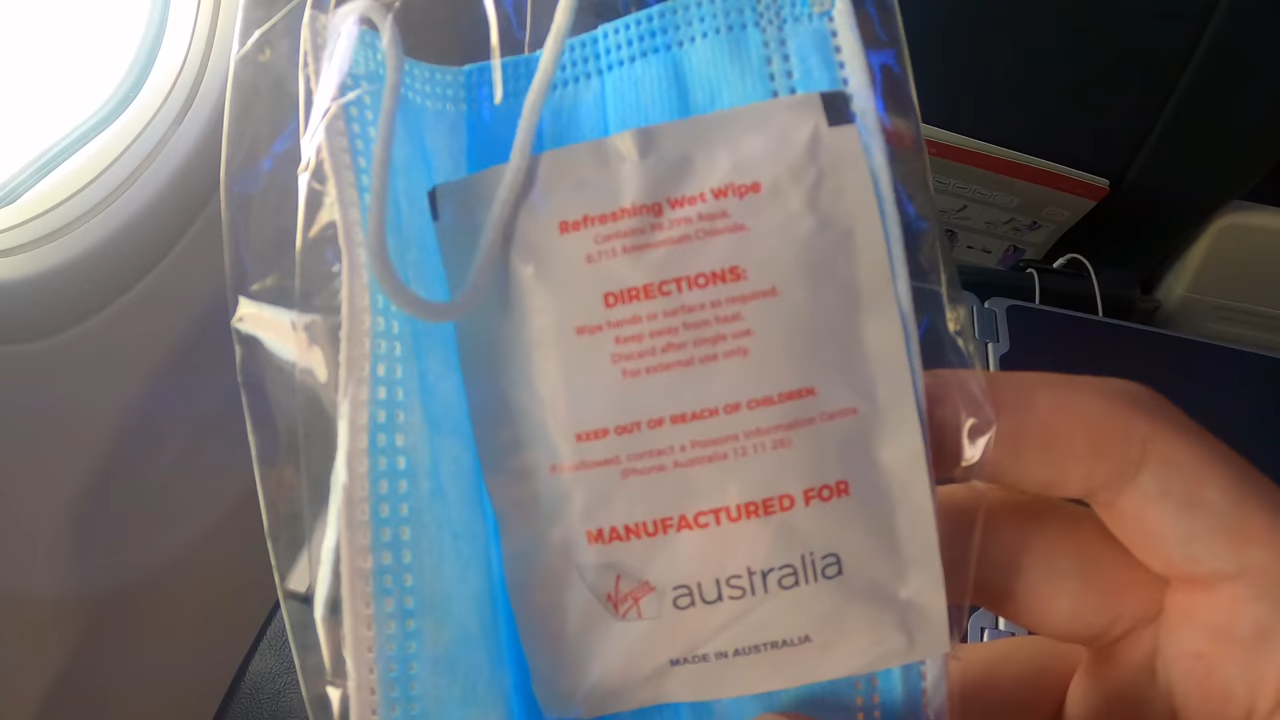 Refreshing Wet Wipe
Contains 99.29% Aqua,
0.715 Ammonium Chloride.
DIRECTIONS:
Wipe hands or surface as required.
Keep away from heat.
Discard after single use.
For external use only.
KEEP OUT OF REACH OF CHILDREN.
If swallowed, contact a Poisons Information Centre
(Phone: Australia 13 11 26)
MANUFACTURED FOR
Virgin australia
MADE IN AUSTRALIA